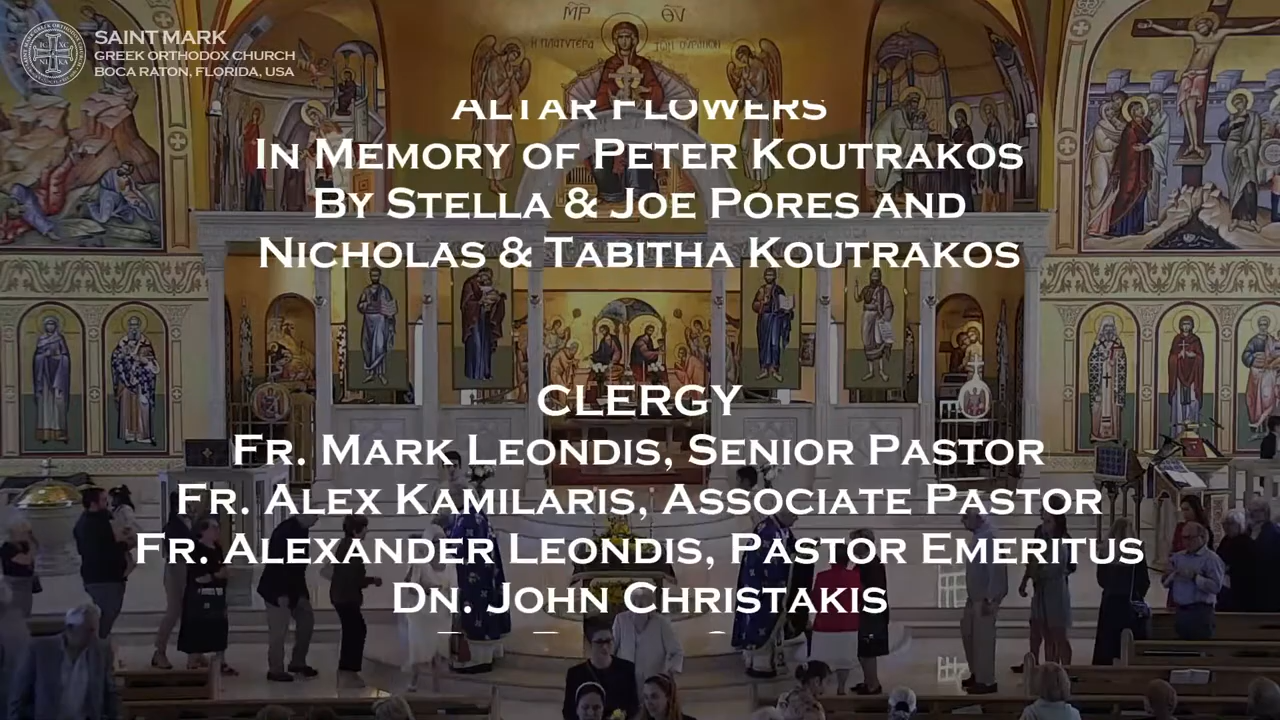 SAINT MARK
GREEK ORTHODOX CHURCH
BOCA RATON, FLORIDA, USA
ΜΡ ΘΥ
ALTAR FLOWERS
IN MEMORY OF PETER KOUTRAKOS
BY STELLA & JOE PORES AND
NICHOLAS & TABITHA KOUTRAKOS
CLERGY
FR. MARK LEONDIS, SENIOR PASTOR
FR. ALEX KAMILARIS, ASSOCIATE PASTOR
FR. ALEXANDER LEONDIS, PASTOR EMERITUS
DN. JOHN CHRISTAKIS